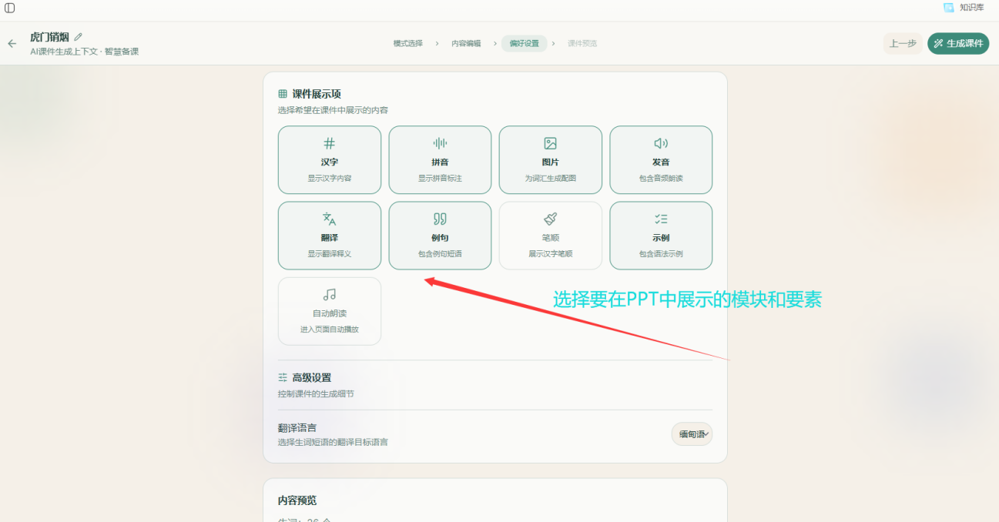 知识库
虎门销烟
AI课件生成上下文 · 智慧备课
模式选择 > 内容编辑 > 偏好设置 > 课件预览
上一步
生成课件
课件展示项
选择希望在课件中展示的内容
汉字
显示汉字内容
拼音
显示拼音标注
图片
为词汇生成配图
发音
包含音频朗读
翻译
显示翻译释义
例句
包含例句短语
笔顺
展示汉字笔顺
示例
包含语法示例
自动朗读
进入页面自动播放
选择要在PPT中展示的模块和要素
高级设置
控制课件的生成细节
翻译语言
选择生词短语的翻译目标语言
缅甸语
内容预览